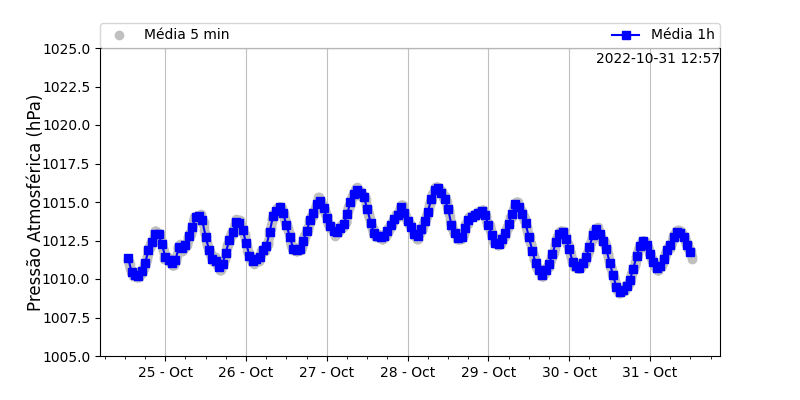 Média 5 min
Média 1h
2022-10-31 12:57
Pressão Atmosférica (hPa)
1025.0
1022.5
1020.0
1017.5
1015.0
1012.5
1010.0
1007.5
1005.0
25 - Oct
26 - Oct
27 - Oct
28 - Oct
29 - Oct
30 - Oct
31 - Oct